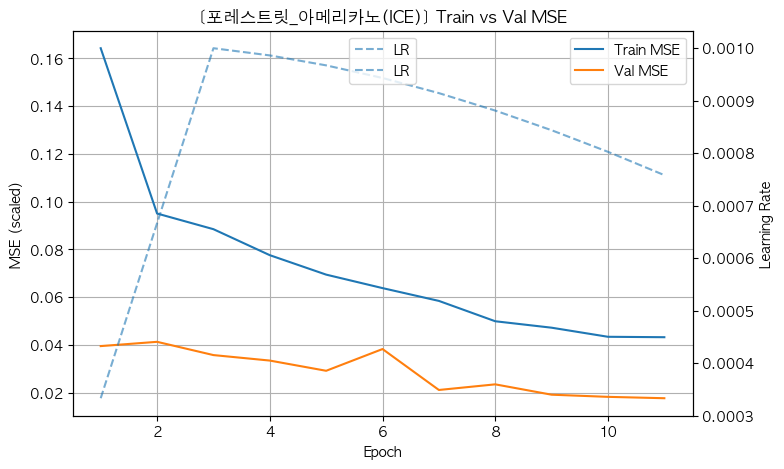 [포레스트릿_아메리카노(ICE)] Train vs Val MSE
MSE (scaled)
0.16
0.14
0.12
0.10
0.08
0.06
0.04
0.02
LR
LR
Train MSE
Val MSE
0.0010
0.0009
0.0008
0.0007
0.0006
0.0005
0.0004
0.0003
Learning Rate
2
4
6
8
10
Epoch